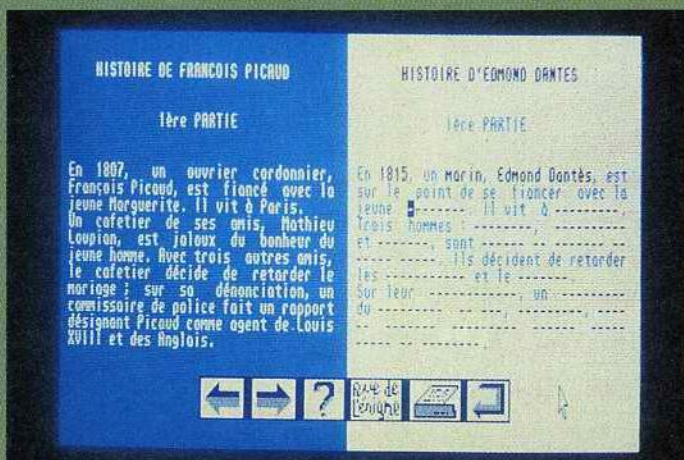 HISTOIRE DE FRANCOIS PICAUD
1ère PARTIE
En 1807, un ouvrier cordonnier,
François Picaud, est fiancé avec la
jeune Marguerite. Il vit à Paris.
Un cafetier de ses amis, Mathieu
Loupian, est jaloux du bonheur du
jeune homme. Avec trois autres amis,
le cafetier décide de retarder le
mariage ; sur sa dénonciation, un
commissaire de police fait un rapport
désignant Picaud comme agent de Louis
XVIII et des Anglais.
HISTOIRE D'EDMOND DANTES
1ère PARTIE
En 1815, un marin, Edmond Dantès, est
sur le point de se fiancer avec la
jeune -------- . Il vit à --------- .
Trois hommes : -------- , ---------
et ------- , sont ------ -- -- ------
---- ----- . Ils décident de retarder
les ---------- et le ------- .
Sur leur ------------ , un ---------
du ---- -- -- , --------- , --------
-- --------- -------- ------- -----
---- -- -------- .
?
Rue de
l'énigme